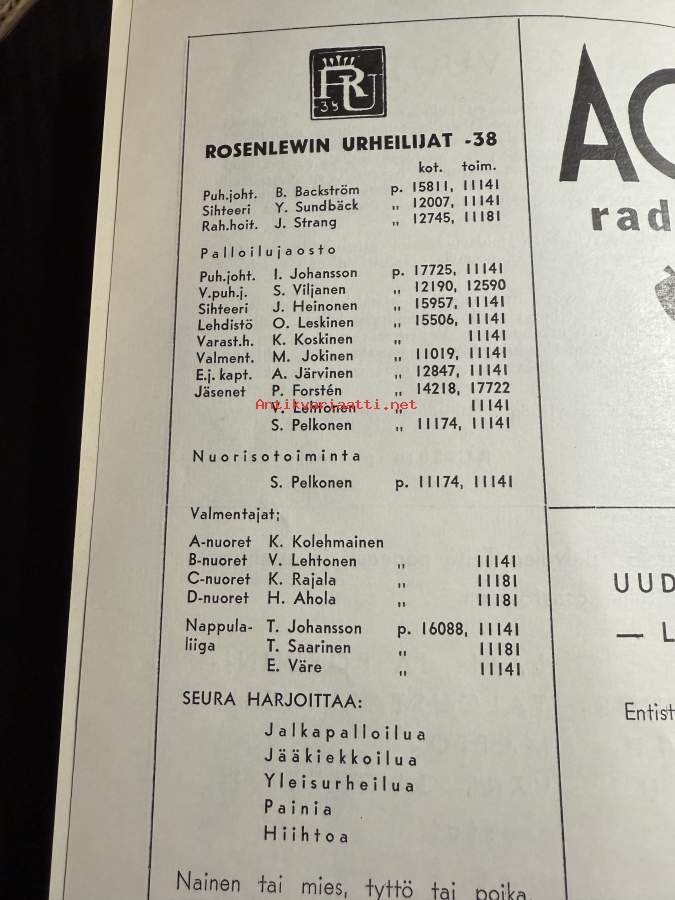 RU
39
ROSENLEWIN URHEILIJAT -38
kot. toim.
Puh.joht. B. Backström p. 15811, 11141
Sihteeri Y. Sundbäck „ 12007, 11141
Rah.hoit. J. Strang „ 12745, 11181
Palloilujaosto
Puh.joht. I. Johansson p. 17725, 11141
V.puh.j. S. Viljanen „ 12190, 12590
Sihteeri J. Heinonen „ 15957, 11141
Lehdistö O. Leskinen „ 15506, 11141
Varast.h. K. Koskinen „ 11141
Valment. M. Jokinen „ 11019, 11141
E.j. kapt. A. Järvinen „ 12847, 11141
Jäsenet P. Forstén „ 14218, 17722
V. Lehtonen „ 11141
Antikvariaatti.net
S. Pelkonen „ 11174, 11141
Nuorisotoiminta
S. Pelkonen p. 11174, 11141
Valmentajat;
A-nuoret K. Kolehmainen
B-nuoret V. Lehtonen „ 11141
C-nuoret K. Rajala „ 11181
D-nuoret H. Ahola „ 11181
Nappula- T. Johansson p. 16088, 11141
liiga T. Saarinen „ 11181
E. Väre „ 11141
SEURA HARJOITTAA:
Jalkapalloilua
Jääkiekkoilua
Yleisurheilua
Painia
Hiihtoa
Nainen tai mies, tyttö tai poika
rad
UUD
— L
Entist